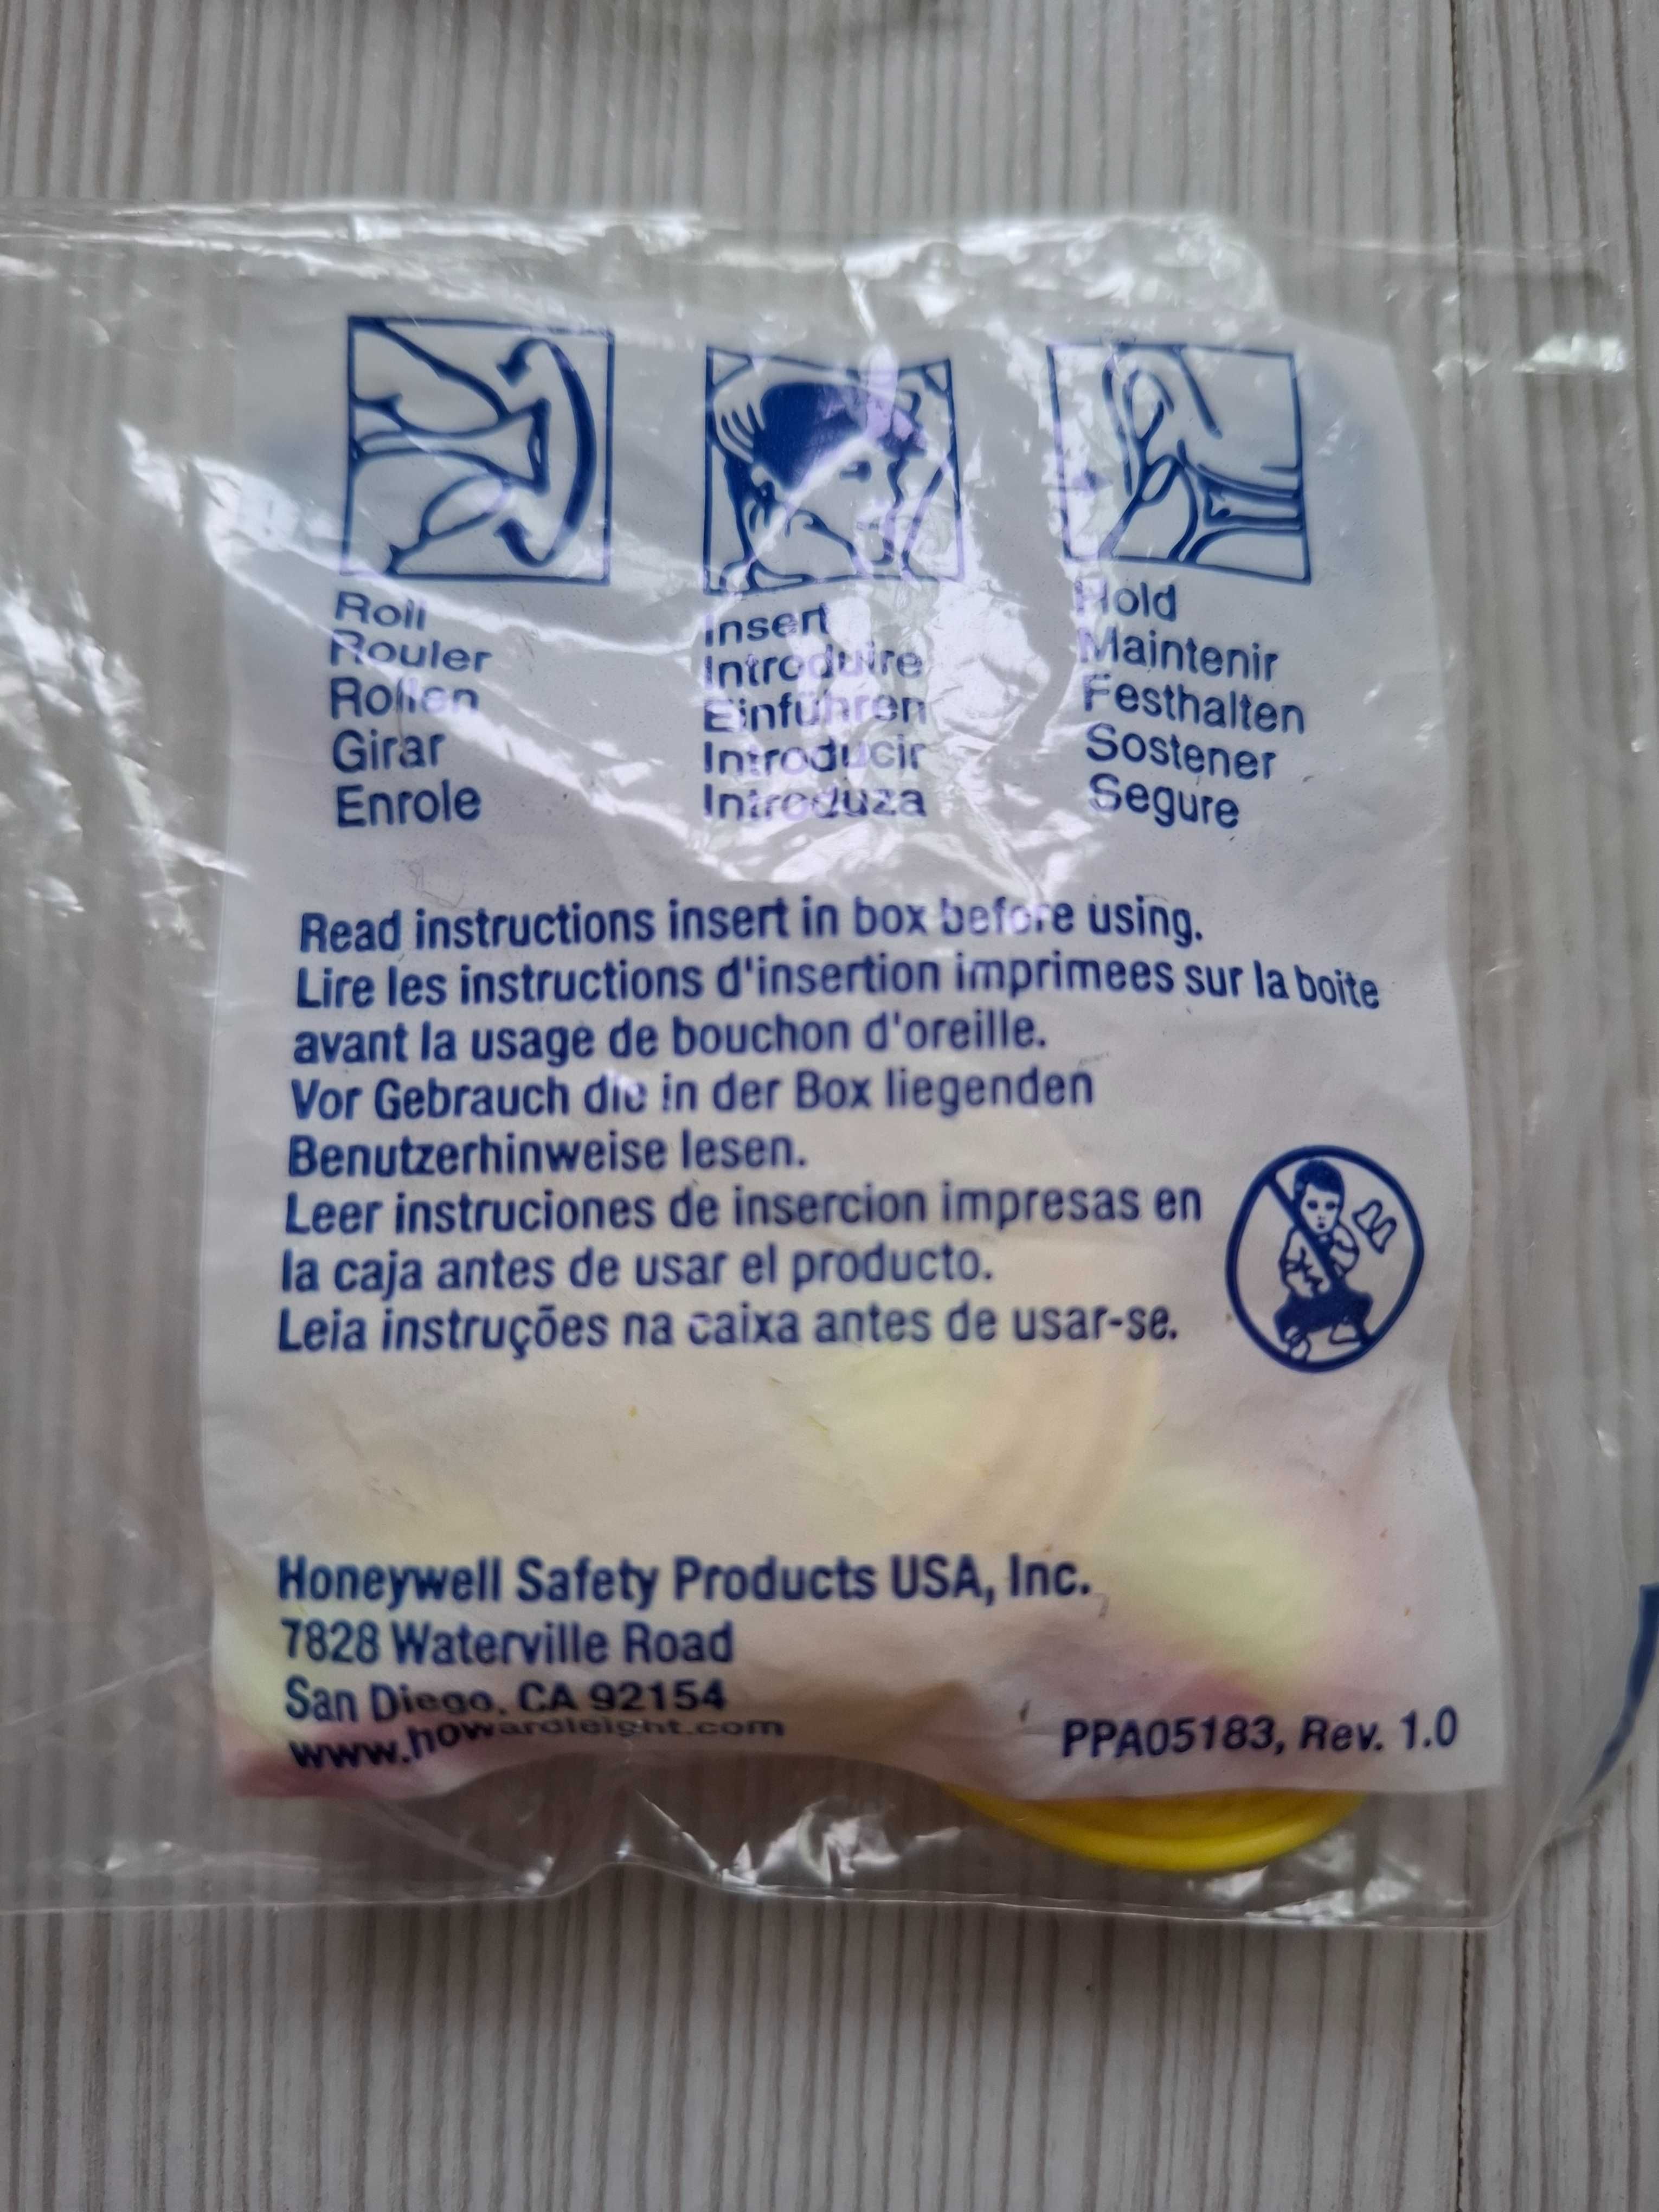 Roll
Rouler
Rollen
Girar
Enrole
Insert
Introduire
Einführen
Introducir
Introduza
Hold
Maintenir
Festhalten
Sostener
Segure
Read instructions insert in box before using.
Lire les instructions d'insertion imprimees sur la boite
avant la usage de bouchon d'oreille.
Vor Gebrauch die in der Box liegenden
Benutzerhinweise lesen.
Leer instruciones de insercion impresas en
la caja antes de usar el producto.
Leia instruções na caixa antes de usar-se.
Honeywell Safety Products USA, Inc.
7828 Waterville Road
San Diego, CA 92154
www.howardleight.com
PPA05183, Rev. 1.0